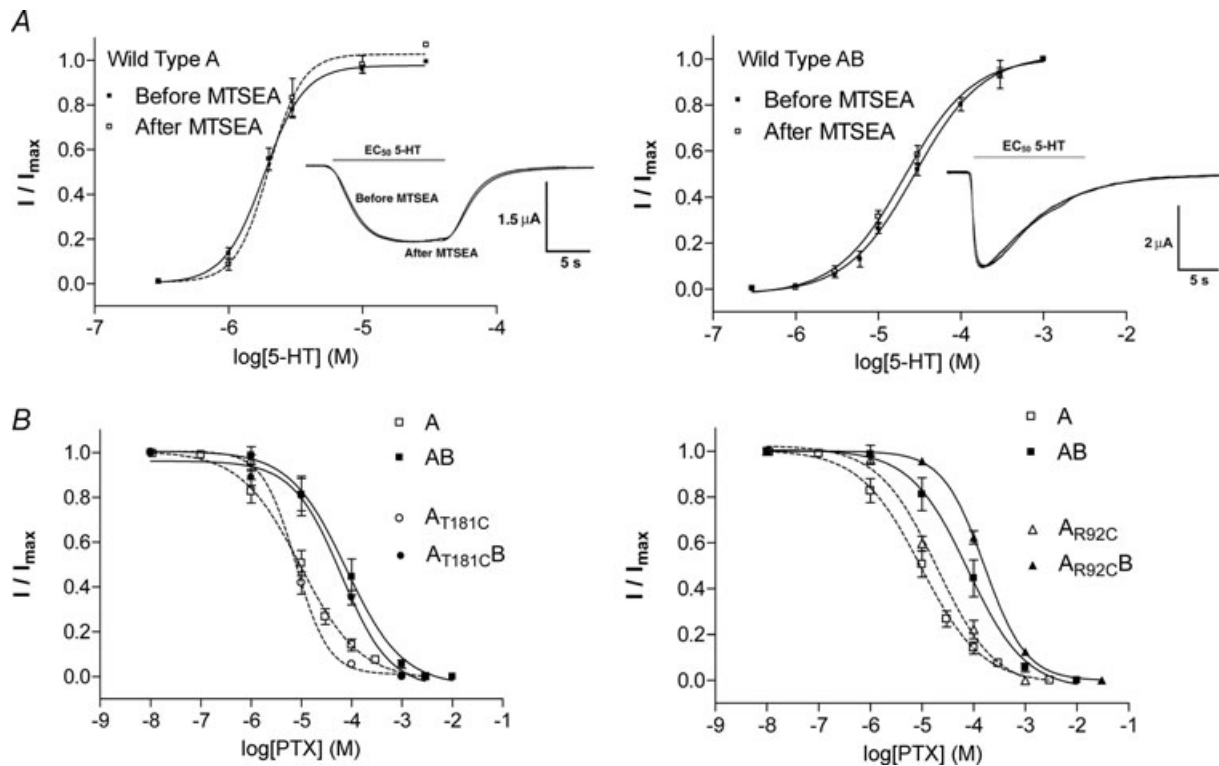 A
Wild Type A
Before MTSEA
After MTSEA
I / Imax
1.0
0.8
0.6
0.4
0.2
0.0
-7
-6
-5
-4
log[5-HT] (M)
EC50 5-HT
Before MTSEA
After MTSEA
1.5 µA
5 s
Wild Type AB
Before MTSEA
After MTSEA
I / Imax
1.0
0.8
0.6
0.4
0.2
0.0
-7
-6
-5
-4
-3
-2
log[5-HT] (M)
EC50 5-HT
2 µA
5 s
B
I / Imax
1.0
0.8
0.6
0.4
0.2
0.0
-9
-8
-7
-6
-5
-4
-3
-2
-1
log[PTX] (M)
A
AB
AT181C
AT181CB
I / Imax
1.0
0.8
0.6
0.4
0.2
0.0
-9
-8
-7
-6
-5
-4
-3
-2
-1
log[PTX] (M)
A
AB
AR92C
AR92CB